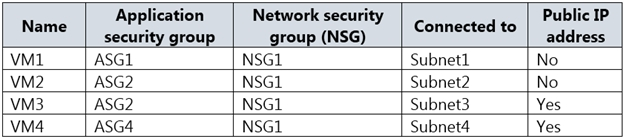 Name Application security group Network security group (NSG) Connected to Public IP address
VM1 ASG1 NSG1 Subnet1 No
VM2 ASG2 NSG1 Subnet2 No
VM3 ASG2 NSG1 Subnet3 Yes
VM4 ASG4 NSG1 Subnet4 Yes